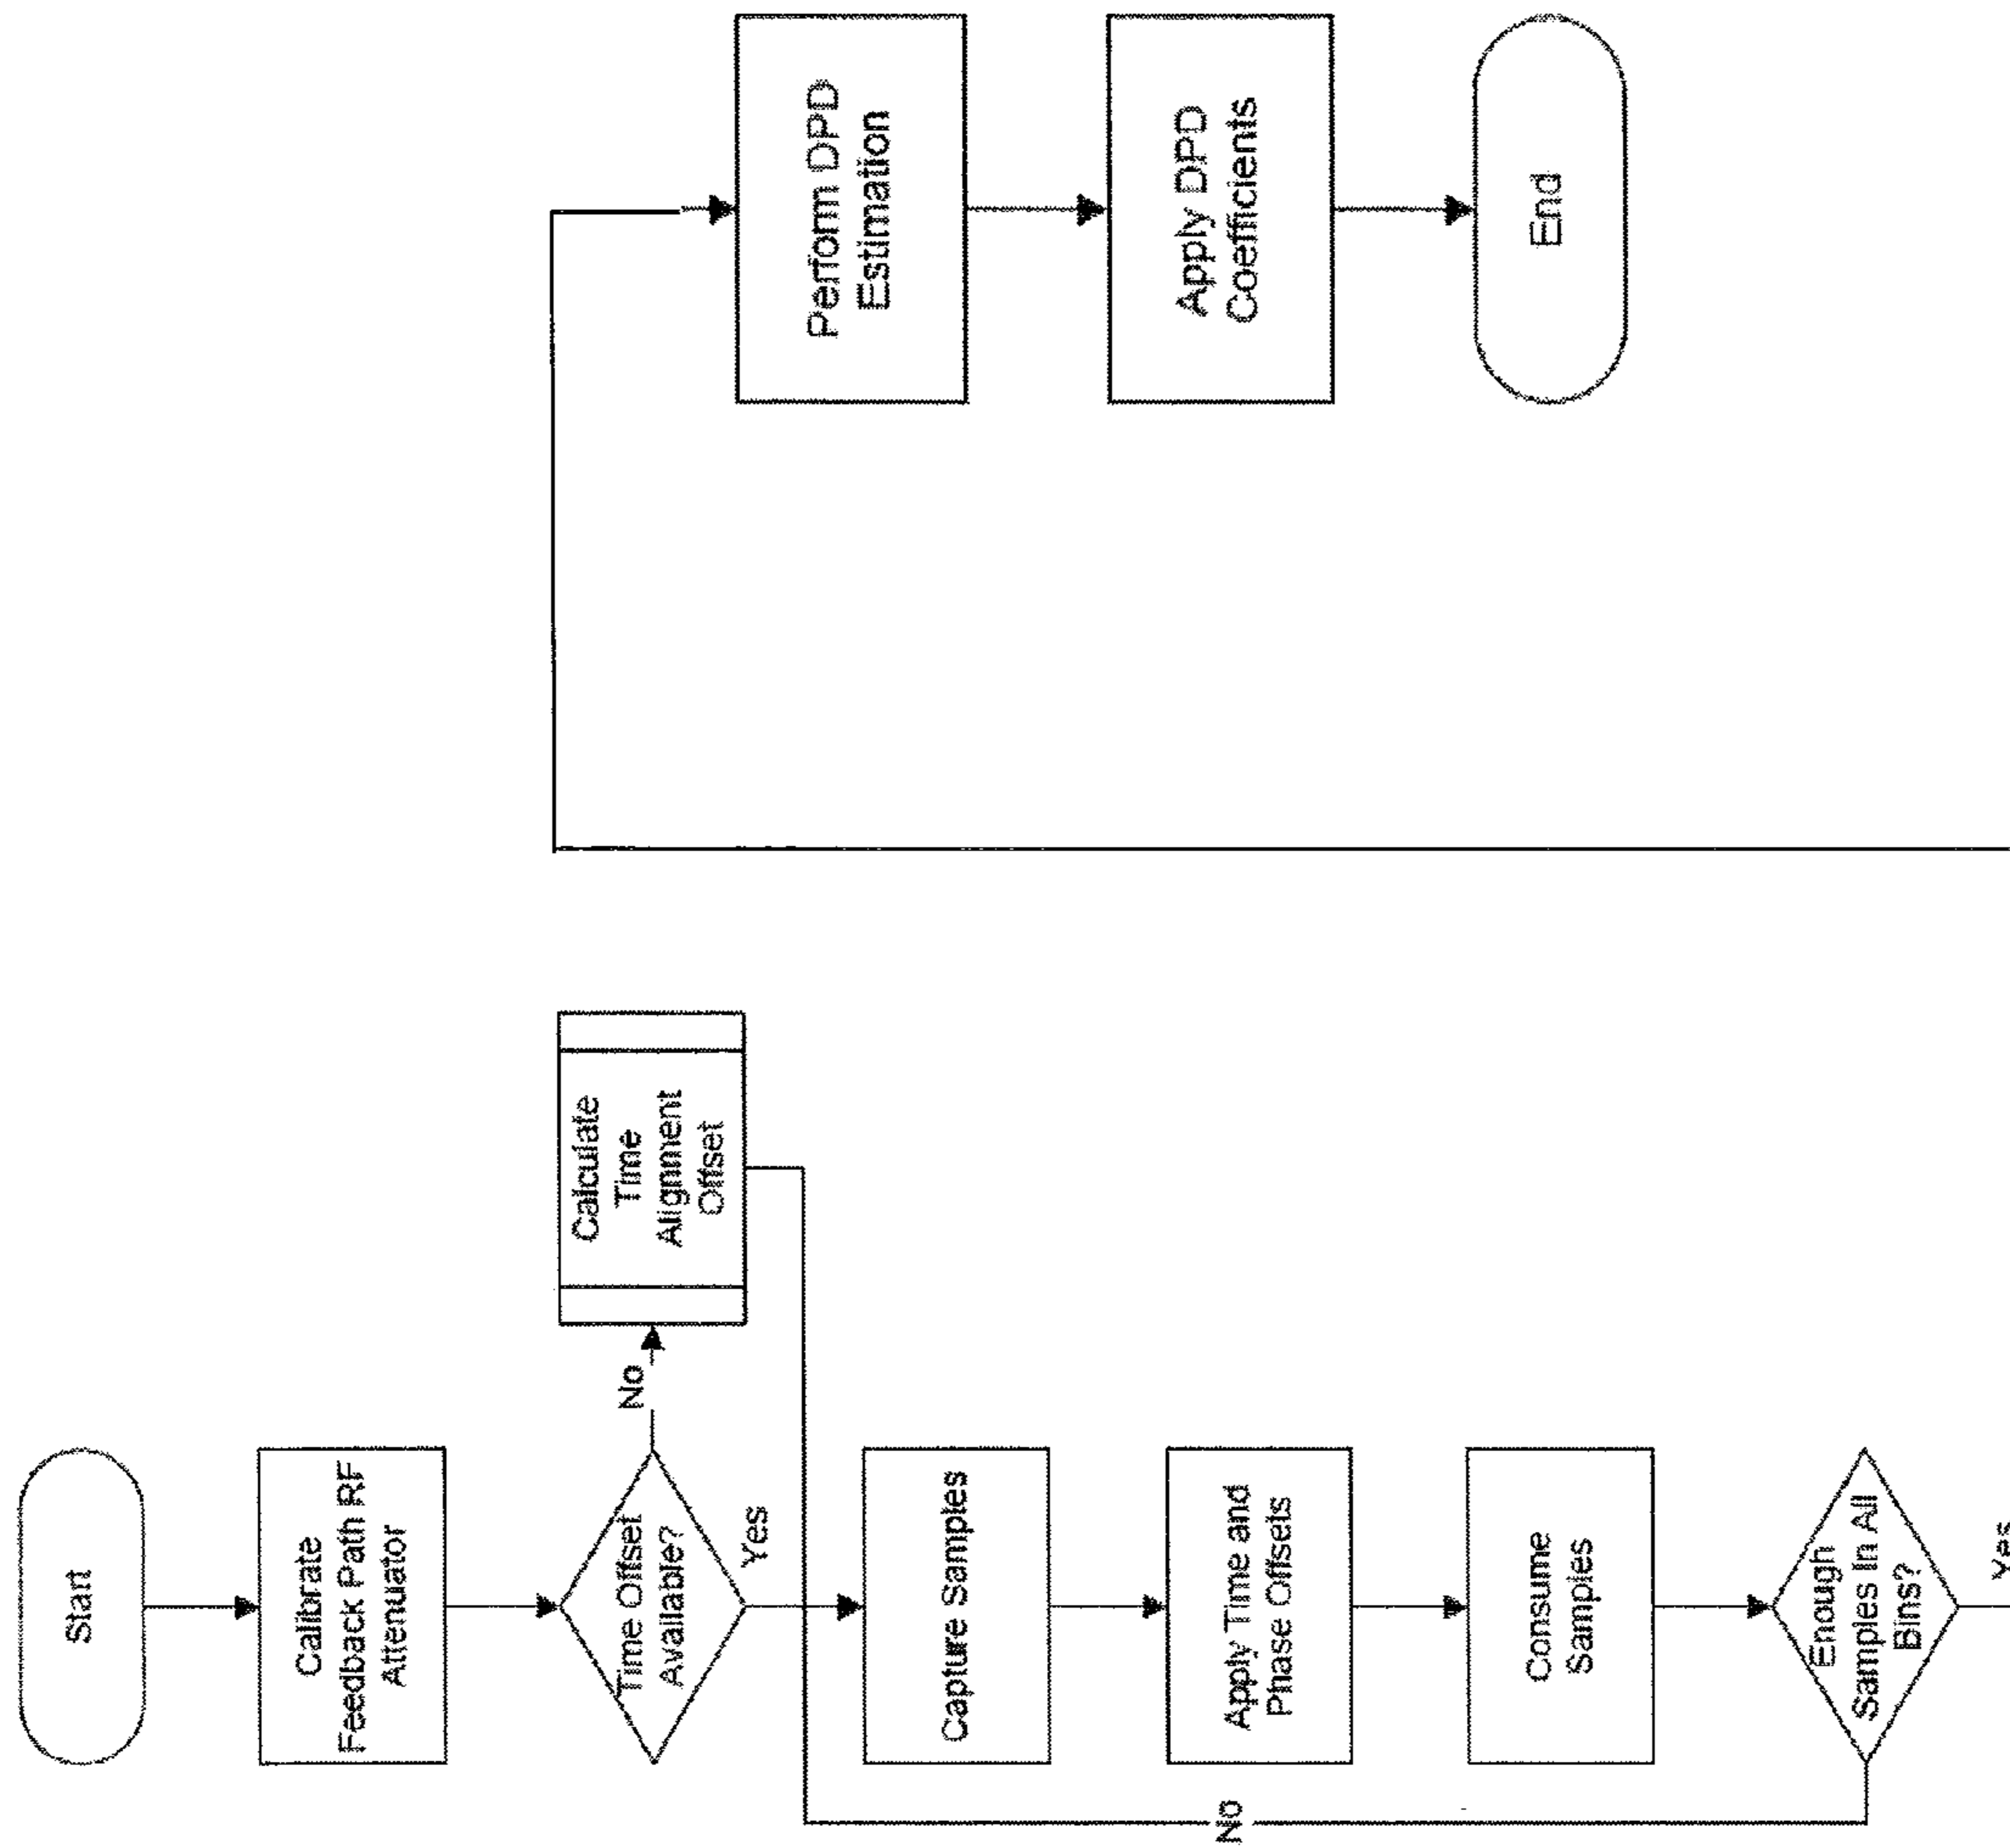 Start
Calibrate
Feedback Path RF
Attenuator
Time Offset
Available?
No
Calculate
Time
Alignment
Offset
Yes
Capture Samples
Apply Time and
Phase Offsets
Consume
Samples
Enough
Samples In All
Bins?
No
Yes
Perform DPD
Estimation
Apply DPD
Coefficients
End